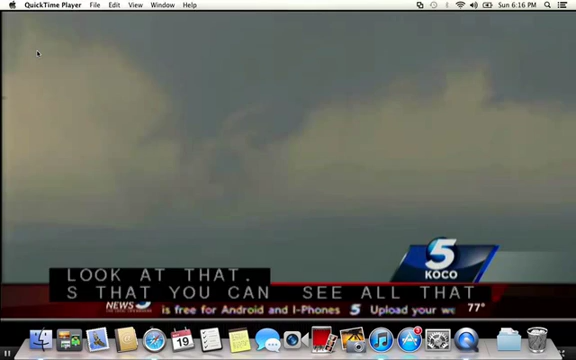 QuickTime Player File Edit View Window Help Sun 6:16 PM
5
KOCO
LOOK AT THAT.
S THAT YOU CAN SEE ALL THAT
NEWS 5 is free for Android and I-Phones 5 Upload your we 77°
19